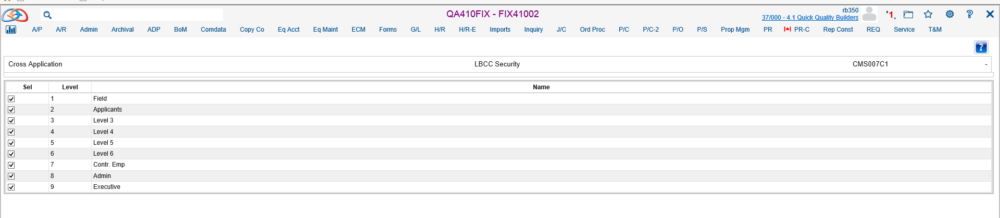 QA410FIX - FIX41002
rb350
37/000 - 4.1 Quick Quality Builders
1
A/P A/R Admin Archival ADP BoM Comdata Copy Co Eq Acct Eq Maint ECM Forms G/L H/R H/R-E Imports Inquiry J/C Ord Proc P/C P/C-2 P/O P/S Prop Mgm PR PR-C Rep Const REQ Service T&M
?
Cross Application LBCC Security CMS007C1 -
Sel Level Name
1 Field
2 Applicants
3 Level 3
4 Level 4
5 Level 5
6 Level 6
7 Contr. Emp
8 Admin
9 Executive